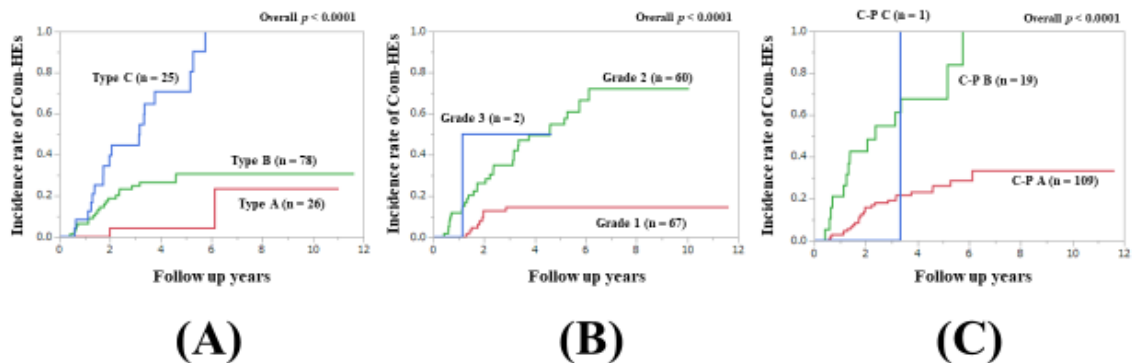 Overall p < 0.0001
Incidence rate of Com-HEs
1.0
0.8
0.6
0.4
0.2
0.0
Type C (n = 25)
Type B (n = 78)
Type A (n = 26)
0 2 4 6 8 10 12
Follow up years
(A)
Overall p < 0.0001
Incidence rate of Com-HEs
1.0
0.8
0.6
0.4
0.2
0.0
Grade 2 (n = 60)
Grade 3 (n = 2)
Grade 1 (n = 67)
0 2 4 6 8 10 12
Follow up years
(B)
C-P C (n = 1)
Overall p < 0.0001
Incidence rate of Com-HEs
1.0
0.8
0.6
0.4
0.2
0.0
C-P B (n = 19)
C-P A (n = 109)
0 2 4 6 8 10 12
Follow up years
(C)